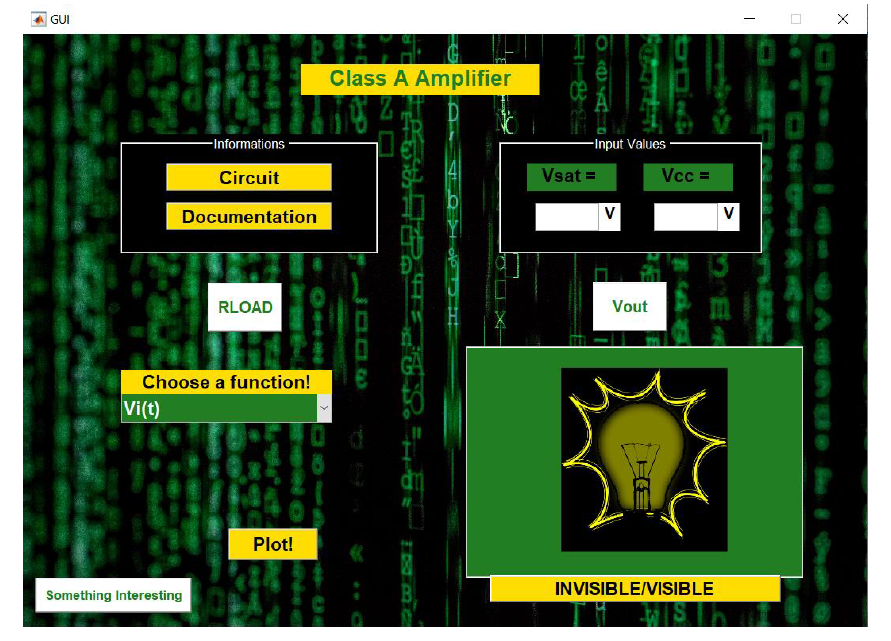 GUI
Class A Amplifier
Informations
Circuit
Documentation
Input Values
Vsat =
Vcc =
V
V
RLOAD
Vout
Choose a function!
Vi(t)
Plot!
INVISIBLE/VISIBLE
Something Interesting